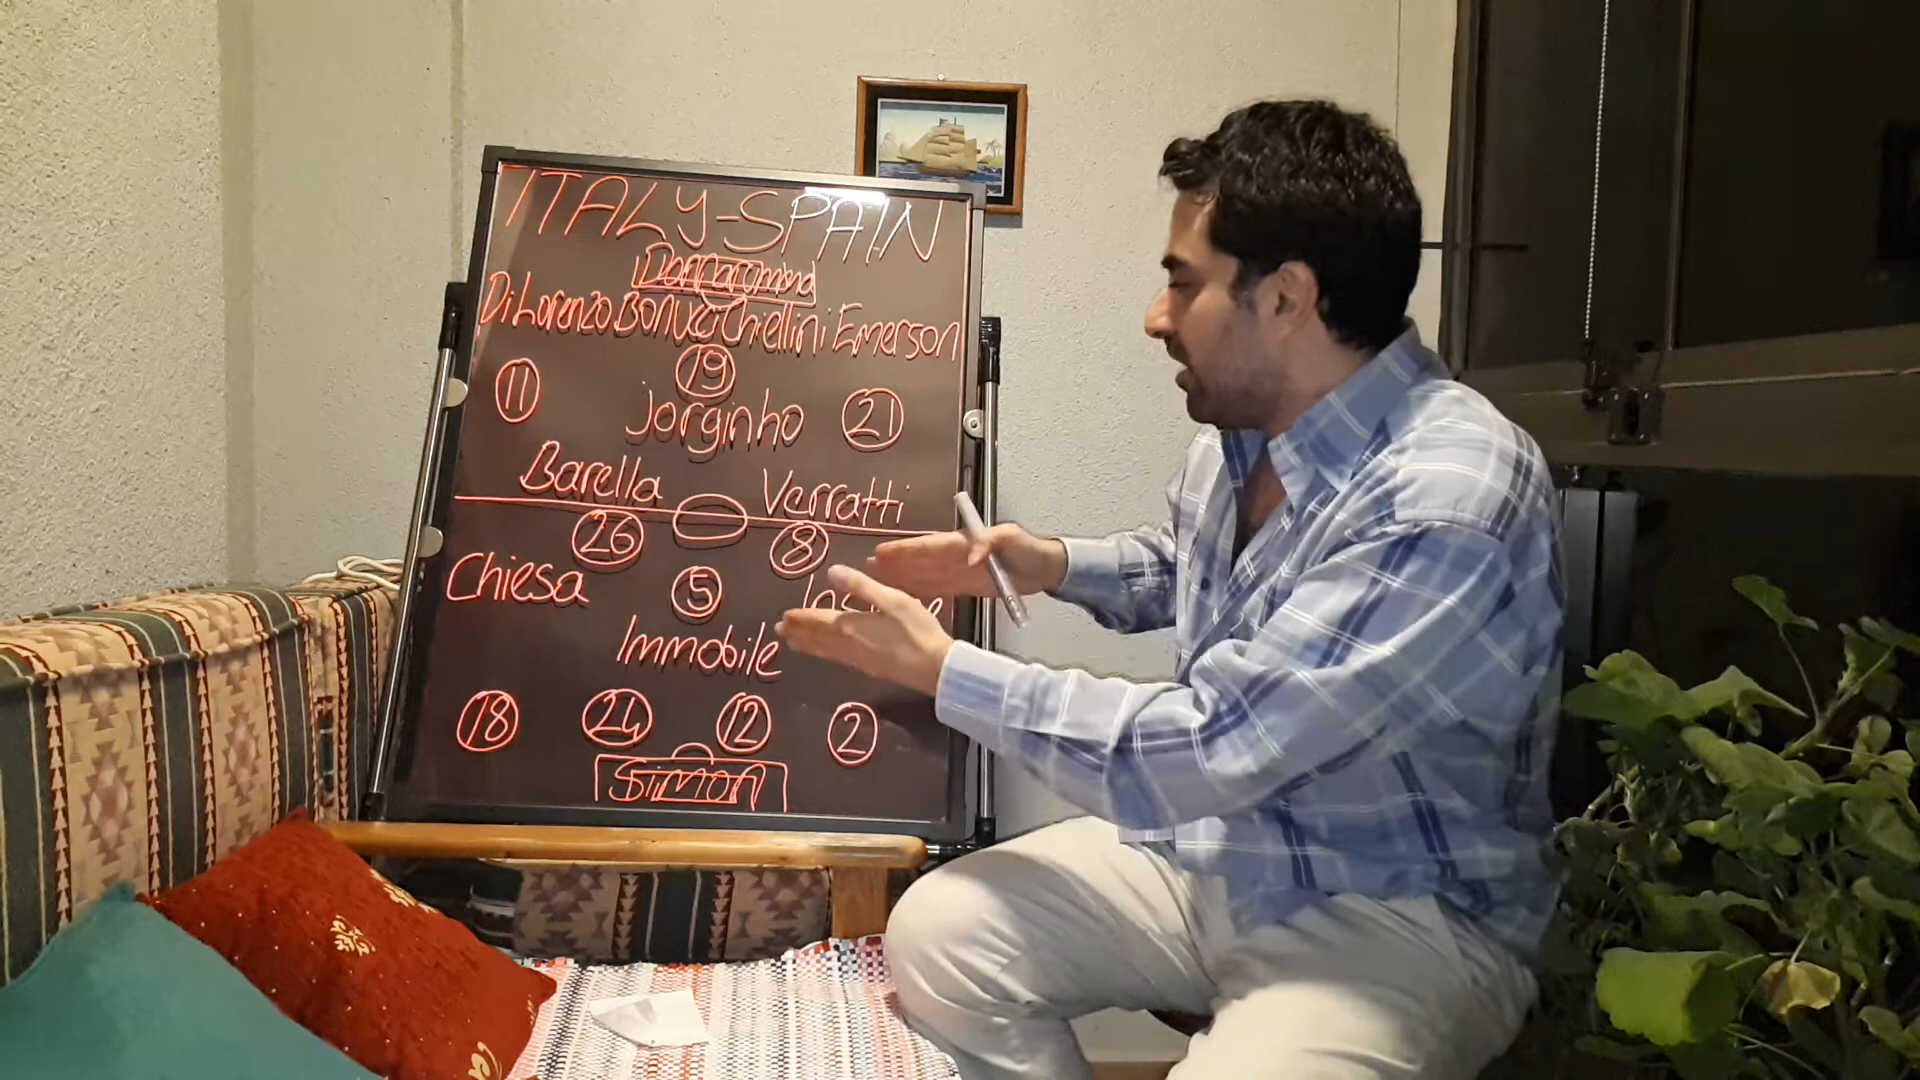 ITALY-SPAIN
Donnarumma
Di Lorenzo Bonucci Chiellini Emerson
11 19 21
Jorginho
Barella Verratti
26 8
Chiesa 5
Immobile
18 24 12 2
Simon